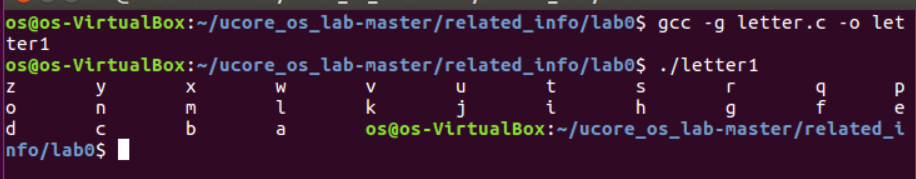 os@os-VirtualBox:~/ucore_os_lab-master/related_info/lab0$ gcc -g letter.c -o let
ter1
os@os-VirtualBox:~/ucore_os_lab-master/related_info/lab0$ ./letter1
z y x w v u t s r q p
o n m l k j i h g f e
d c b a os@os-VirtualBox:~/ucore_os_lab-master/related_i
nfo/lab0$